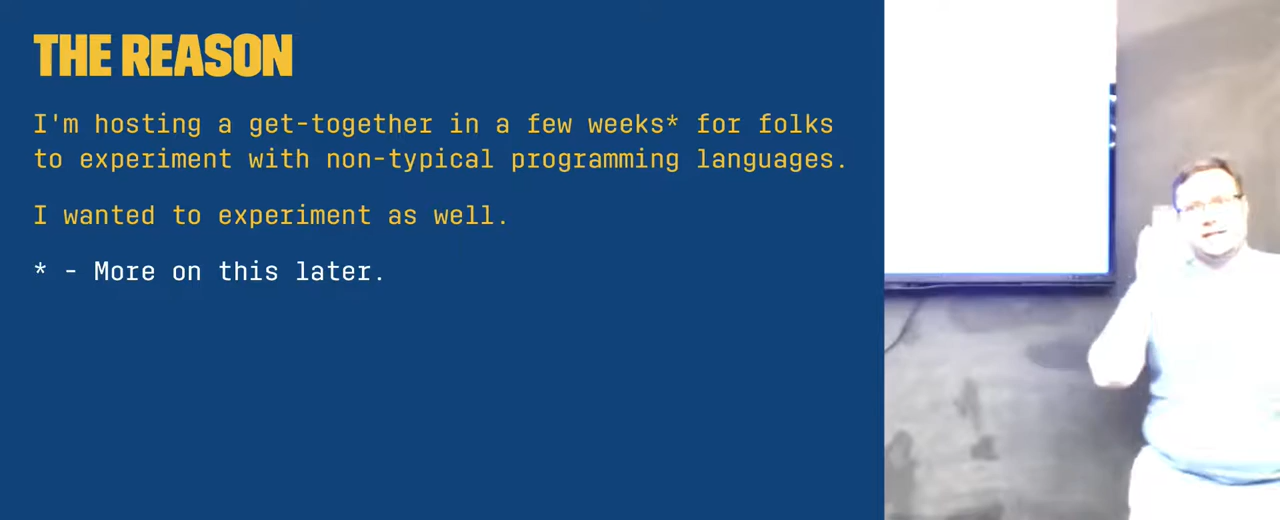 THE REASON
I'm hosting a get-together in a few weeks* for folks
to experiment with non-typical programming languages.
I wanted to experiment as well.
* - More on this later.